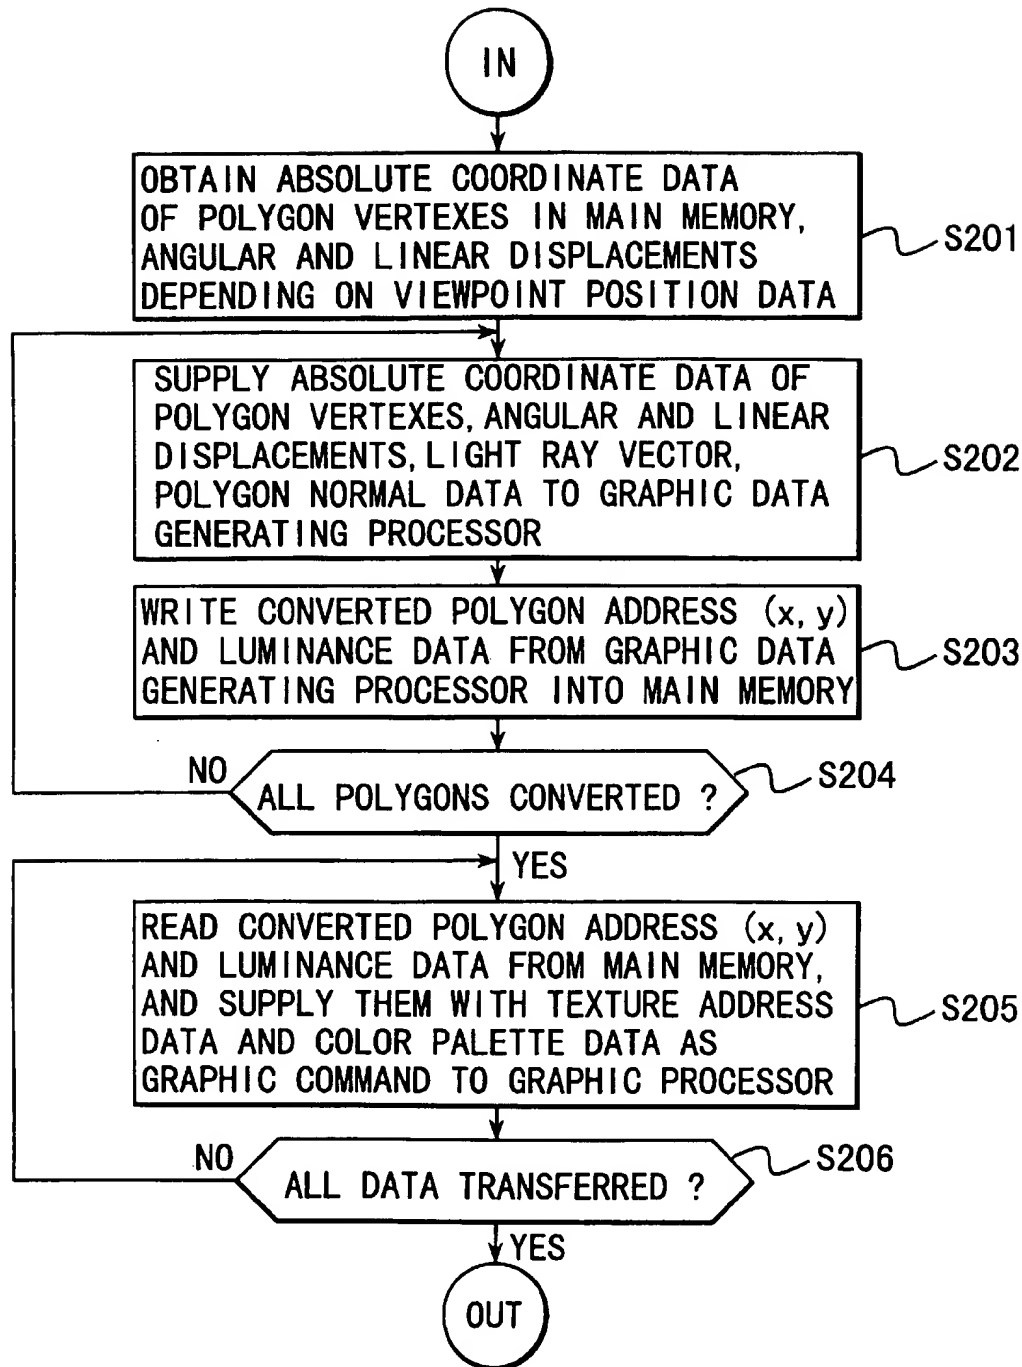 IN
OBTAIN ABSOLUTE COORDINATE DATA
OF POLYGON VERTEXES IN MAIN MEMORY,
ANGULAR AND LINEAR DISPLACEMENTS
DEPENDING ON VIEWPOINT POSITION DATA
S201
SUPPLY ABSOLUTE COORDINATE DATA OF
POLYGON VERTEXES, ANGULAR AND LINEAR
DISPLACEMENTS, LIGHT RAY VECTOR,
POLYGON NORMAL DATA TO GRAPHIC DATA
GENERATING PROCESSOR
S202
WRITE CONVERTED POLYGON ADDRESS (x, y)
AND LUMINANCE DATA FROM GRAPHIC DATA
GENERATING PROCESSOR INTO MAIN MEMORY
S203
NO
ALL POLYGONS CONVERTED ?
S204
YES
READ CONVERTED POLYGON ADDRESS (x, y)
AND LUMINANCE DATA FROM MAIN MEMORY,
AND SUPPLY THEM WITH TEXTURE ADDRESS
DATA AND COLOR PALETTE DATA AS
GRAPHIC COMMAND TO GRAPHIC PROCESSOR
S205
NO
ALL DATA TRANSFERRED ?
S206
YES
OUT